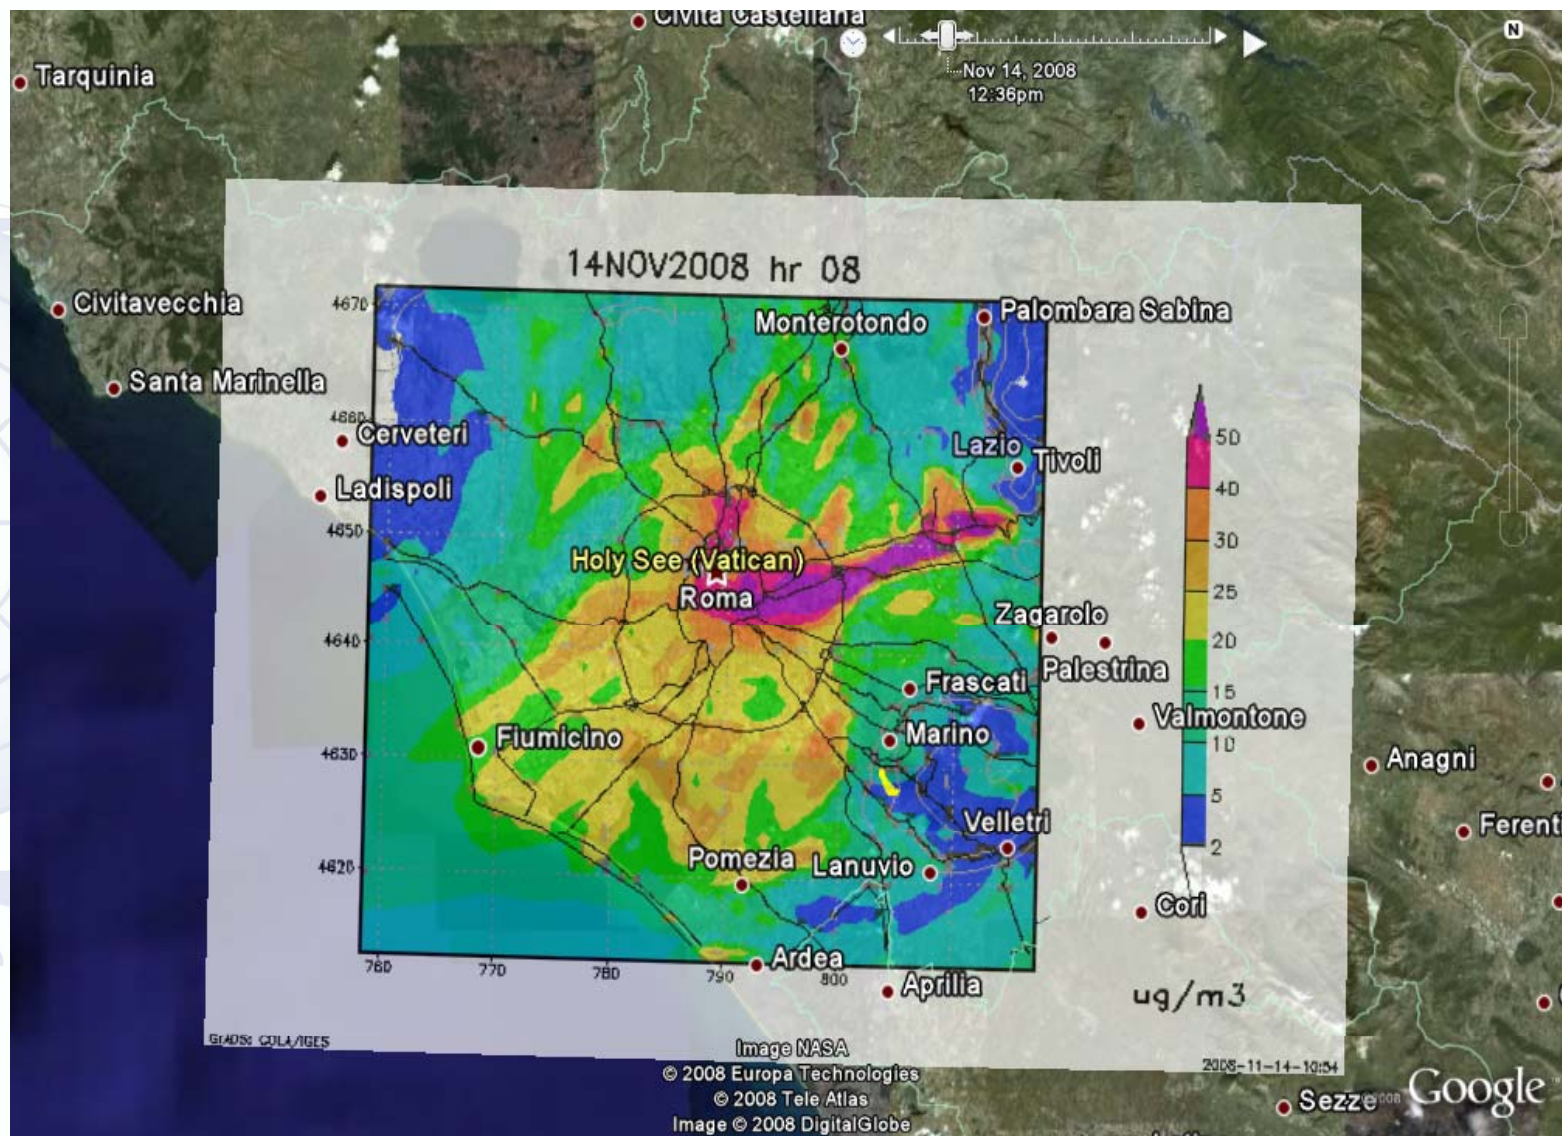 Civita Castellana
Tarquinia
Nov 14, 2008
12:36pm
N
14NOV2008 hr 08
Civitavecchia
Santa Marinella
Cerveteri
Ladispoli
Monterotondo
Palombara Sabina
Lazio
Tivoli
Holy See (Vatican)
Roma
Zagarolo
Palestrina
Frascati
Marino
Valmontone
Fiumicino
Anagni
Velletri
Ferenti
Pomezia
Lanuvio
Cori
Ardea
Aprilia
Sezze
4670
4660
4650
4640
4630
4620
760
770
780
790
800
50
40
30
25
20
15
10
5
2
ug/m3
GrADS: COLA/IGES
2008-11-14-10:54
Image NASA
© 2008 Europa Technologies
© 2008 Tele Atlas
Image © 2008 DigitalGlobe
©2008 Google